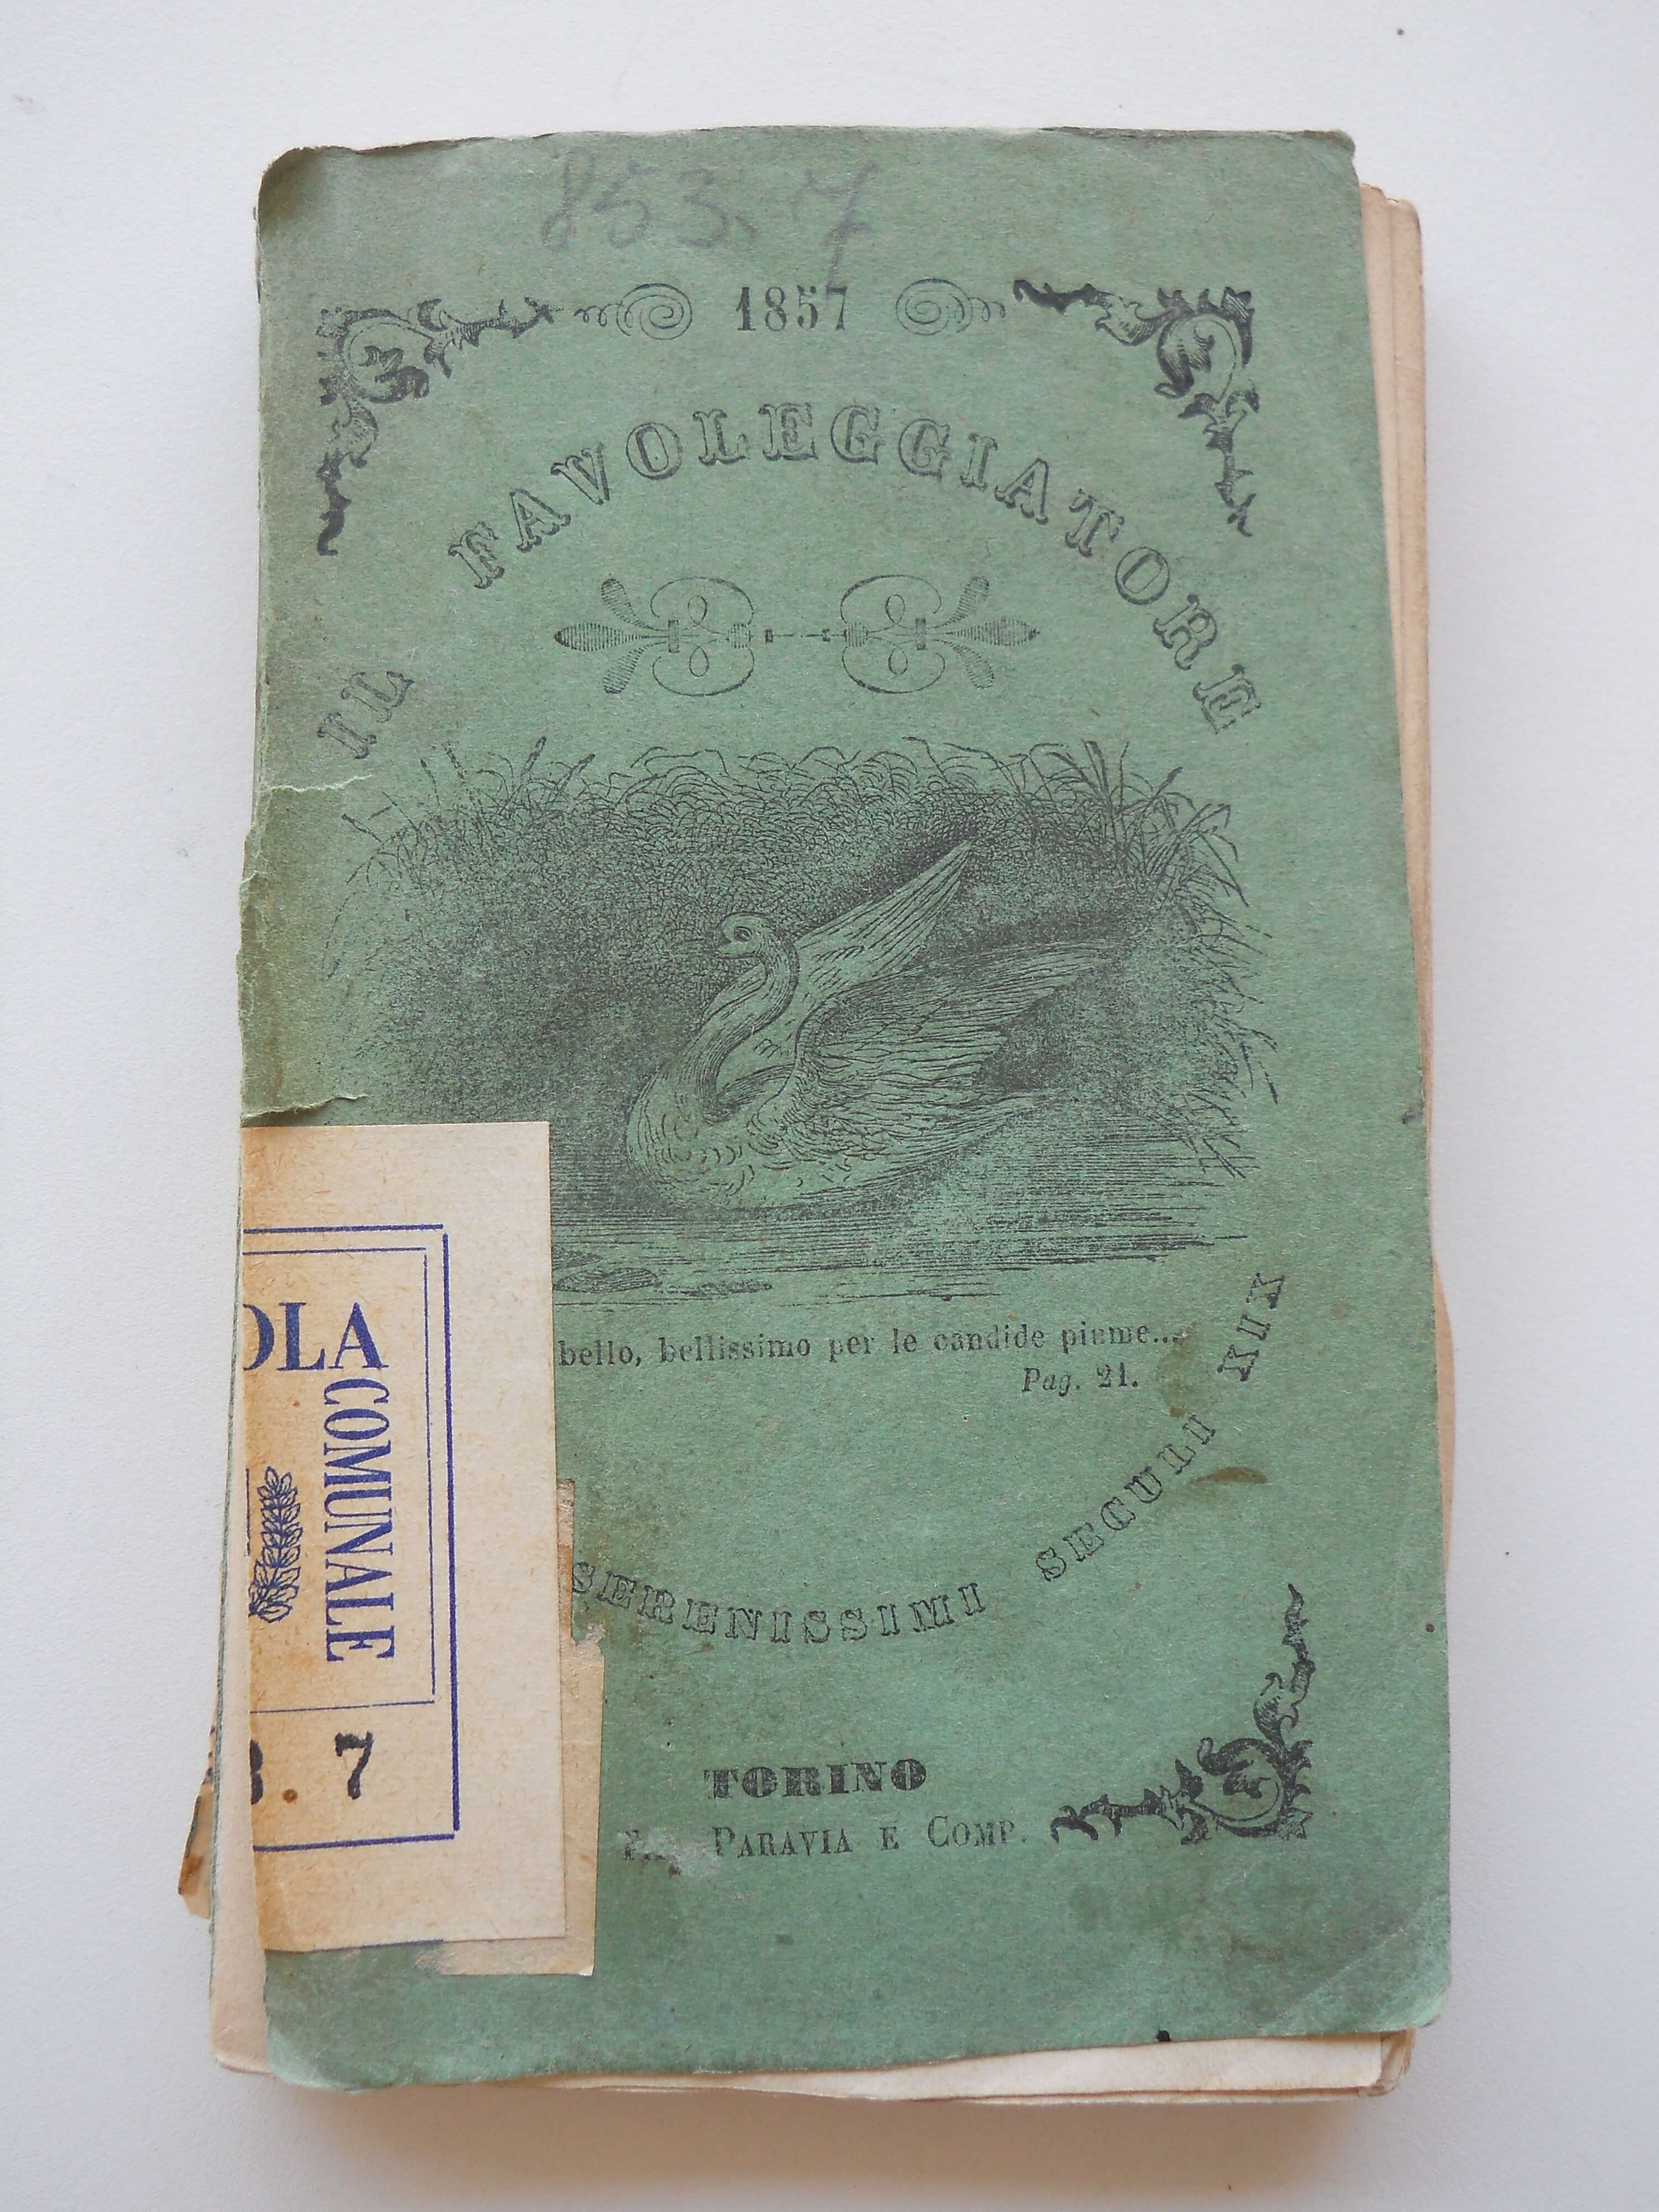 853.7
1857
IL FAVOLEGGIATORE
bello, bellissimo per le candide piume...
Pag. 21.
SERENISSIMI SECULI XIX
OLA
COMUNALE
3. 7
TORINO
PARAVIA E COMP.